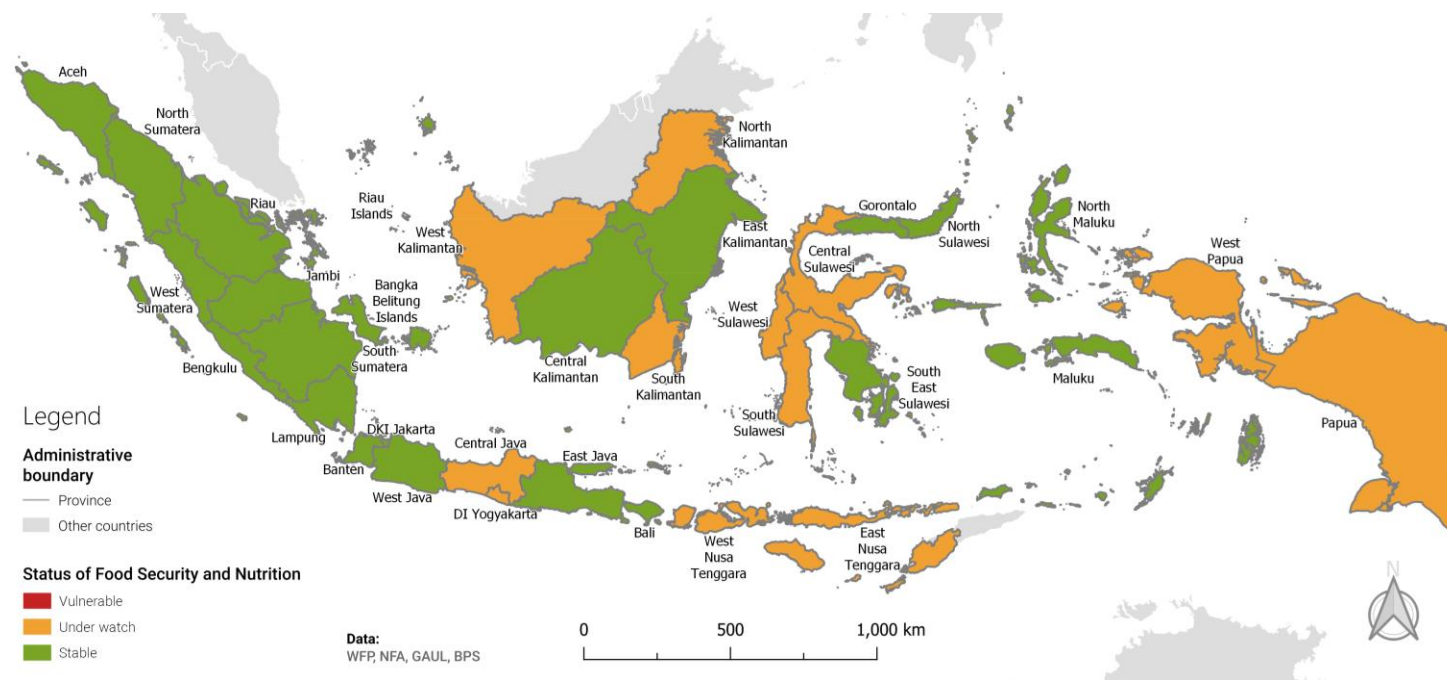 Aceh
North
Sumatera
Riau
Riau
Islands
Jambi
West
Sumatera
Bangka
Belitung
Islands
South
Sumatera
Bengkulu
Lampung
North
Kalimantan
West
Kalimantan
East
Kalimantan
Central
Kalimantan
South
Kalimantan
Gorontalo
North
Sulawesi
Central
Sulawesi
West
Sulawesi
South
East
Sulawesi
South
Sulawesi
North
Maluku
Maluku
West
Papua
Papua
DKI Jakarta
Banten
West Java
Central Java
DI Yogyakarta
East Java
Bali
West
Nusa
Tenggara
East
Nusa
Tenggara
Legend
Administrative
boundary
Province
Other countries
Status of Food Security and Nutrition
Vulnerable
Under watch
Stable
Data:
WFP, NFA, GAUL, BPS
0 500 1,000 km
N